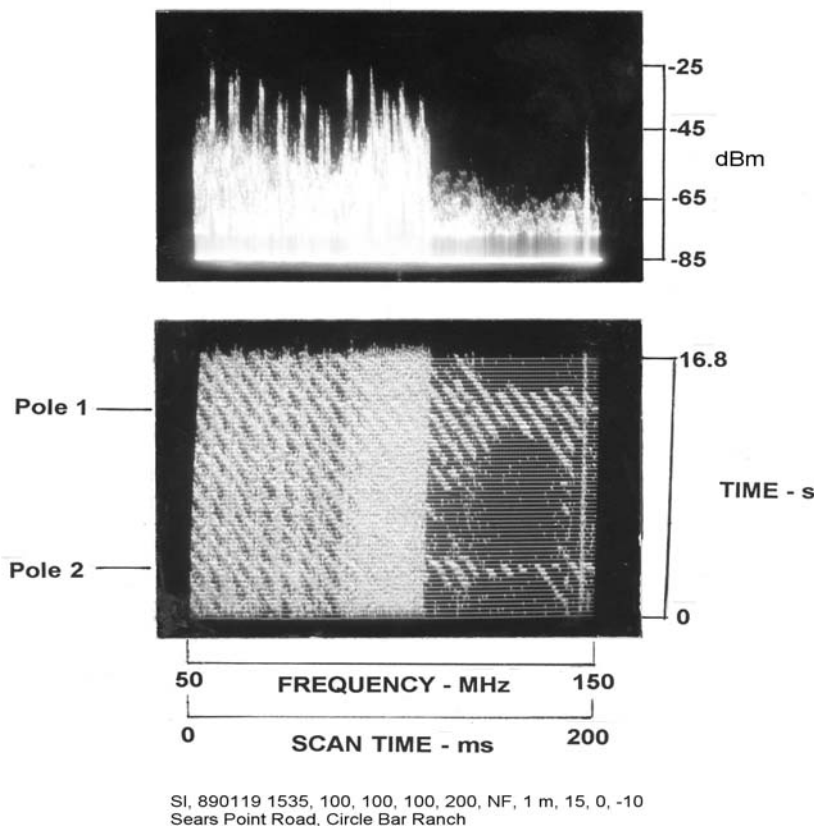 -25
-45
dBm
-65
-85
16.8
Pole 1
TIME - s
Pole 2
0
50 FREQUENCY - MHz 150
0 SCAN TIME - ms 200
SI, 890119 1535, 100, 100, 100, 200, NF, 1 m, 15, 0, -10
Sears Point Road, Circle Bar Ranch